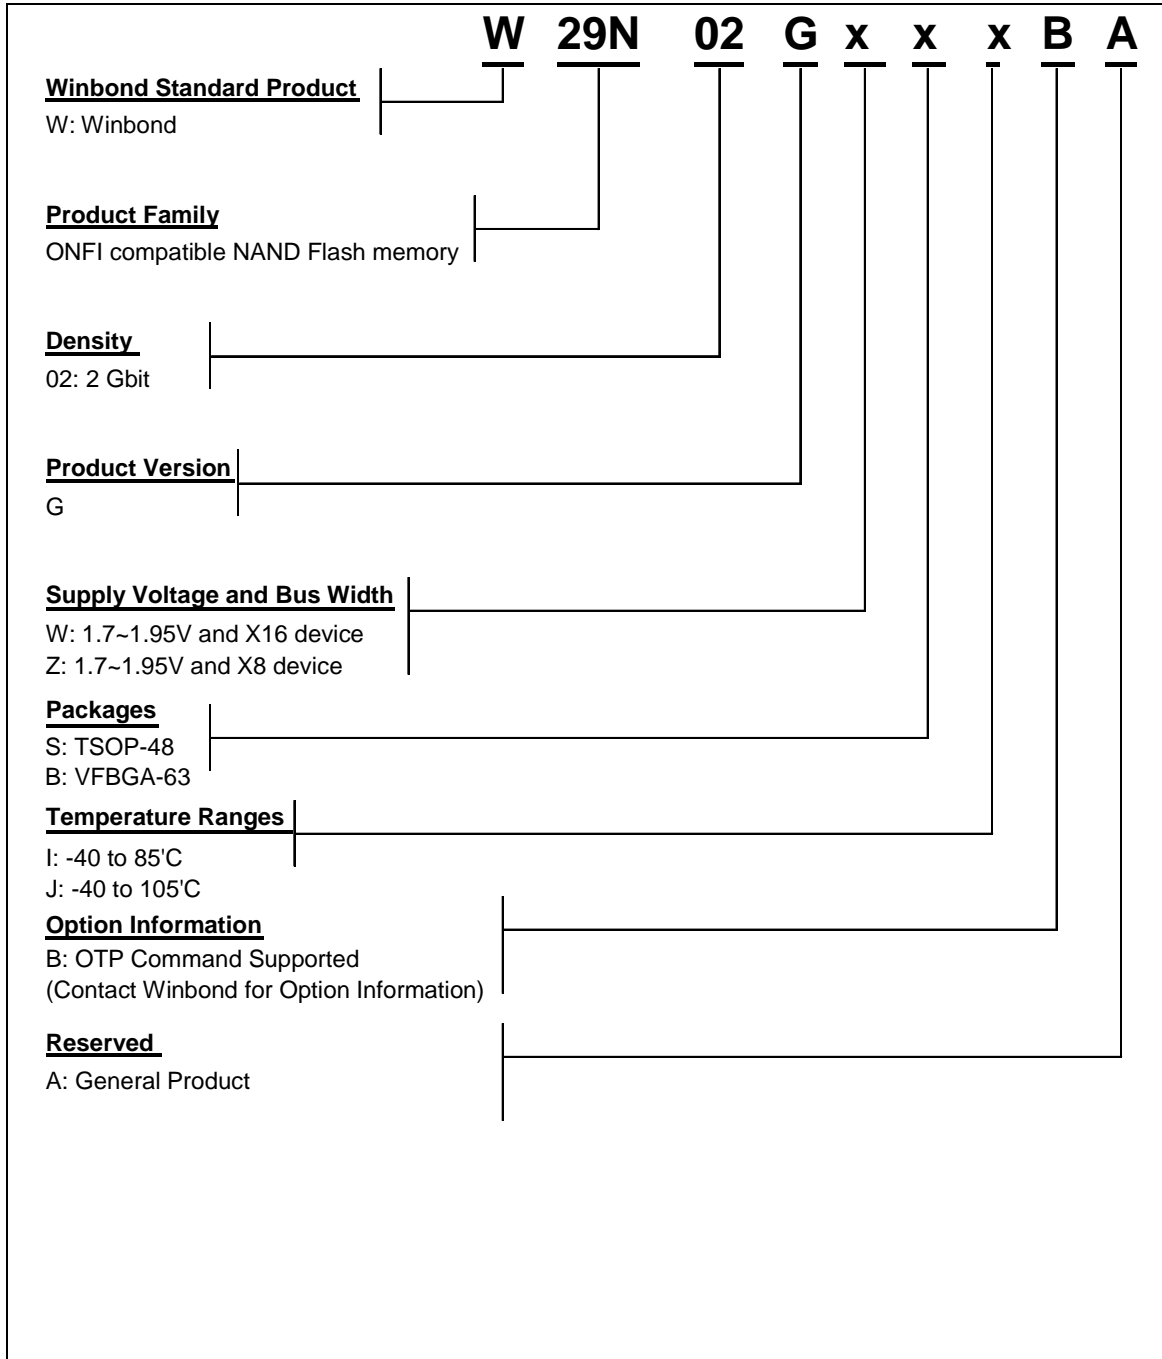 W 29N 02 G x x x B A
Winbond Standard Product
W: Winbond
Product Family
ONFI compatible NAND Flash memory
Density
02: 2 Gbit
Product Version
G
Supply Voltage and Bus Width
W: 1.7~1.95V and X16 device
Z: 1.7~1.95V and X8 device
Packages
S: TSOP-48
B: VFBGA-63
Temperature Ranges
I: -40 to 85'C
J: -40 to 105'C
Option Information
B: OTP Command Supported
(Contact Winbond for Option Information)
Reserved
A: General Product